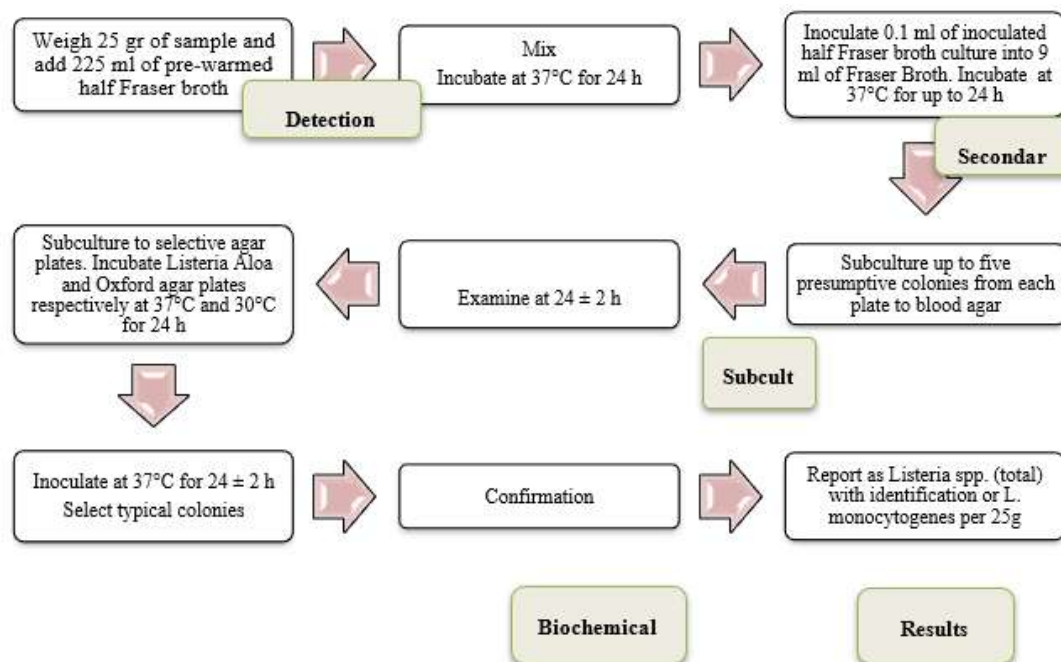 Weigh 25 gr of sample and
add 225 ml of pre-warmed
half Fraser broth
Detection
Mix
Incubate at 37°C for 24 h
Inoculate 0.1 ml of inoculated
half Fraser broth culture into 9
ml of Fraser Broth. Incubate at
37°C for up to 24 h
Secondar
Subculture up to five
presumptive colonies from each
plate to blood agar
Subcult
Examine at 24 ± 2 h
Subculture to selective agar
plates. Incubate Listeria Aloa
and Oxford agar plates
respectively at 37°C and 30°C
for 24 h
Inoculate at 37°C for 24 ± 2 h
Select typical colonies
Confirmation
Biochemical
Report as Listeria spp. (total)
with identification or L.
monocytogenes per 25g
Results